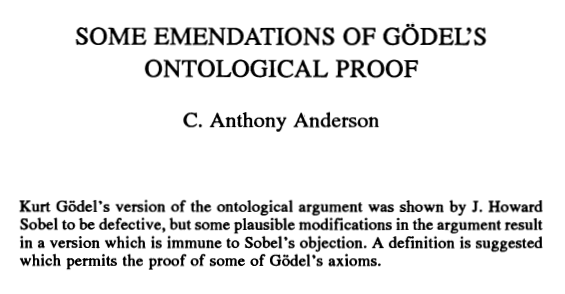 SOME EMENDATIONS OF GÖDEL'S
ONTOLOGICAL PROOF
C. Anthony Anderson
Kurt Gödel's version of the ontological argument was shown by J. Howard
Sobel to be defective, but some plausible modifications in the argument result
in a version which is immune to Sobel's objection. A definition is suggested
which permits the proof of some of Gödel's axioms.